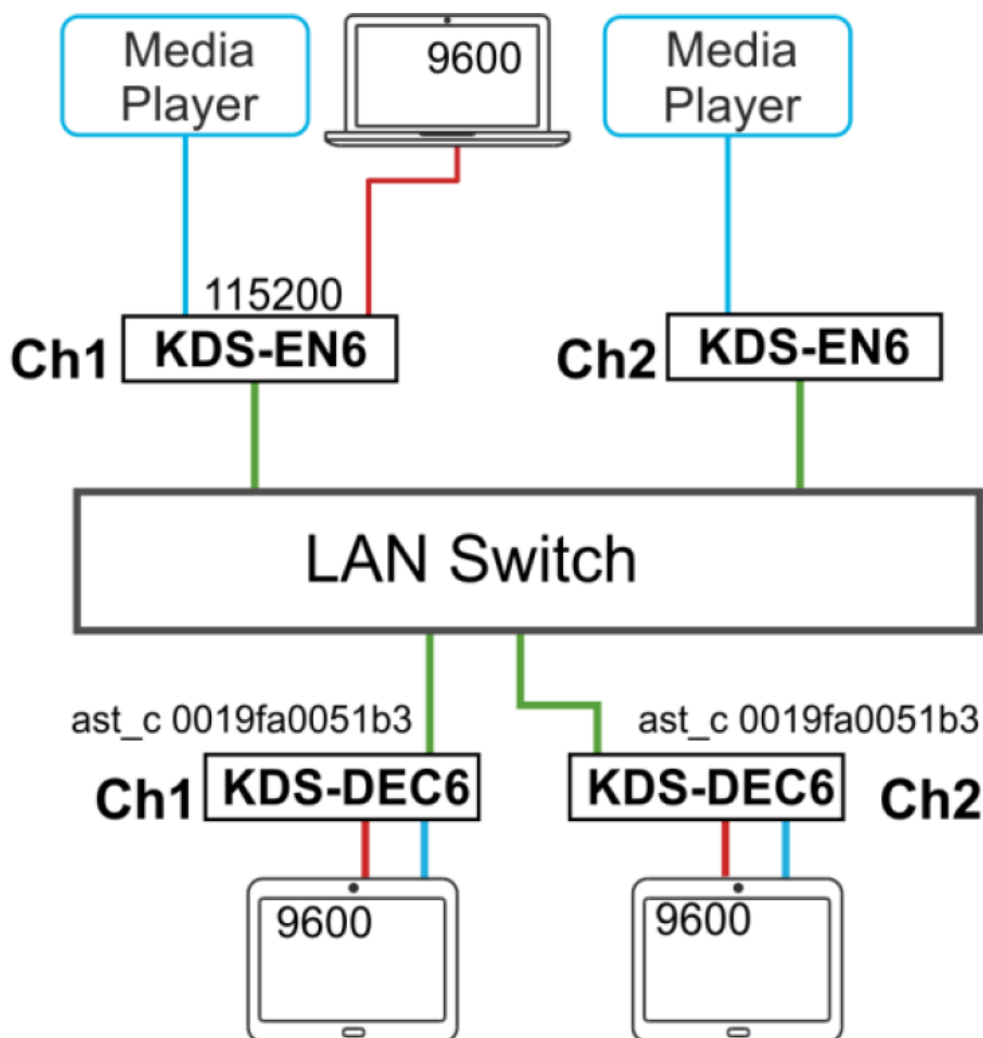 Media
Player
9600
Media
Player
115200
Ch1
KDS-EN6
Ch2
KDS-EN6
LAN Switch
ast_c 0019fa0051b3
ast_c 0019fa0051b3
Ch1
KDS-DEC6
KDS-DEC6
Ch2
9600
9600